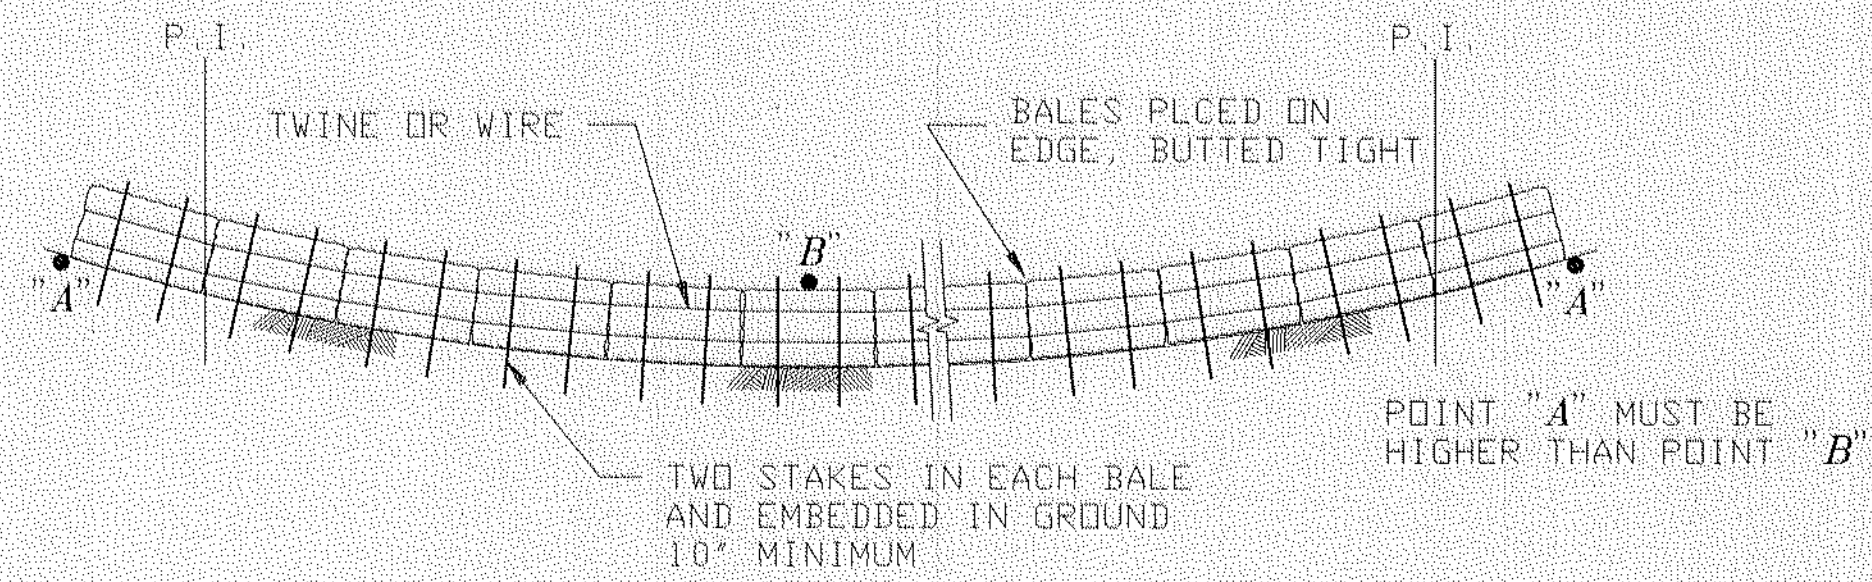 P.I.
P.I.
TWINE OR WIRE
BALES PLCED ON
EDGE, BUTTED TIGHT
"B"
"A"
"A"
POINT "A" MUST BE
HIGHER THAN POINT "B"
TWO STAKES IN EACH BALE
AND EMBEDDED IN GROUND
10" MINIMUM